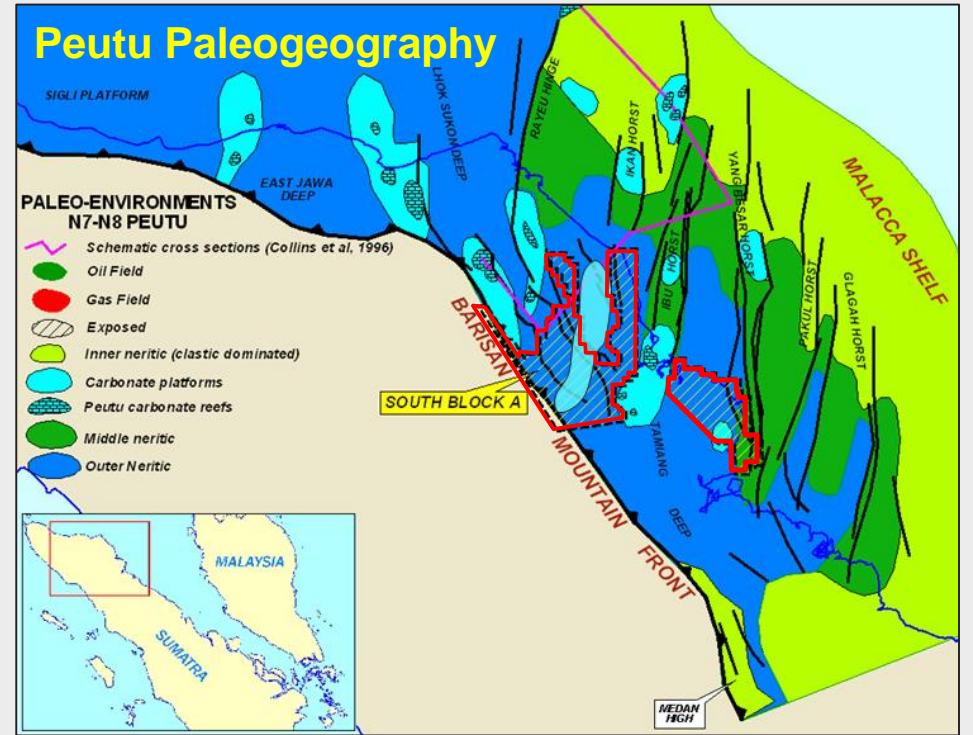 Peutu Paleogeography
SIGLI PLATFORM
LHOK SUKOM DEEP
RAYEU HINGE
IKAN HORST
YANG BESAR HORST
MALACCA SHELF
EAST JAWA
DEEP
PALEO-ENVIRONMENTS
N7-N8 PEUTU
Schematic cross sections (Collins et al, 1996)
Oil Field
Gas Field
Exposed
Inner neritic (clastic dominated)
Carbonate platforms
Peutu carbonate reefs
Middle neritic
Outer Neritic
IBU HORST
PAKUL HORST
GLAGAH HORST
BARISAN
MOUNTAIN
FRONT
SOUTH BLOCK A
TAMIANG
DEEP
MEDAN
HIGH
MALAYSIA
SUMATRA